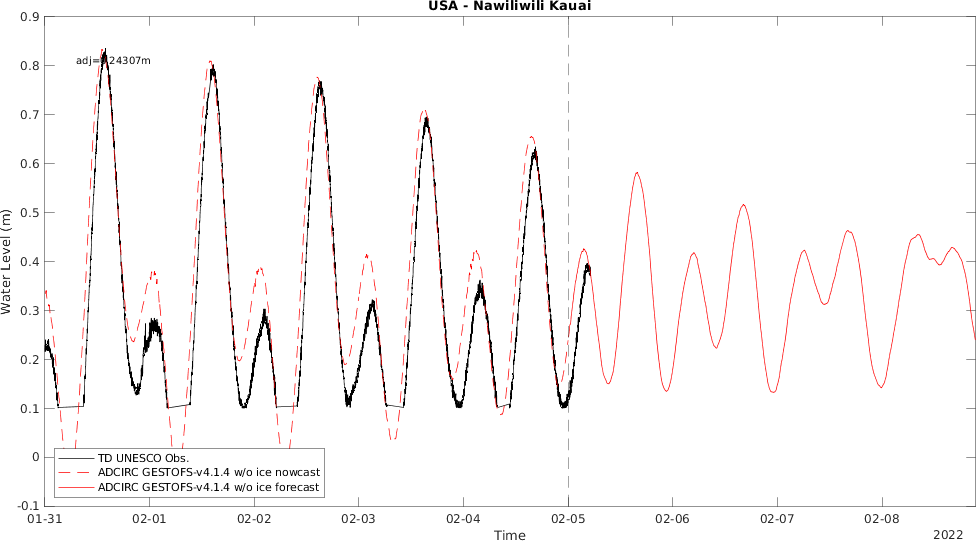 USA - Nawiliwili Kauai
0.9
adj= 24307m
0.8
0.7
0.6
0.5
0.4
0.3
0.2
0.1
0
-0.1
Water Level (m)
TD UNESCO Obs.
ADCIRC GESTOFS-v4.1.4 w/o ice nowcast
ADCIRC GESTOFS-v4.1.4 w/o ice forecast
01-31 02-01 02-02 02-03 02-04 02-05 02-06 02-07 02-08
Time
2022